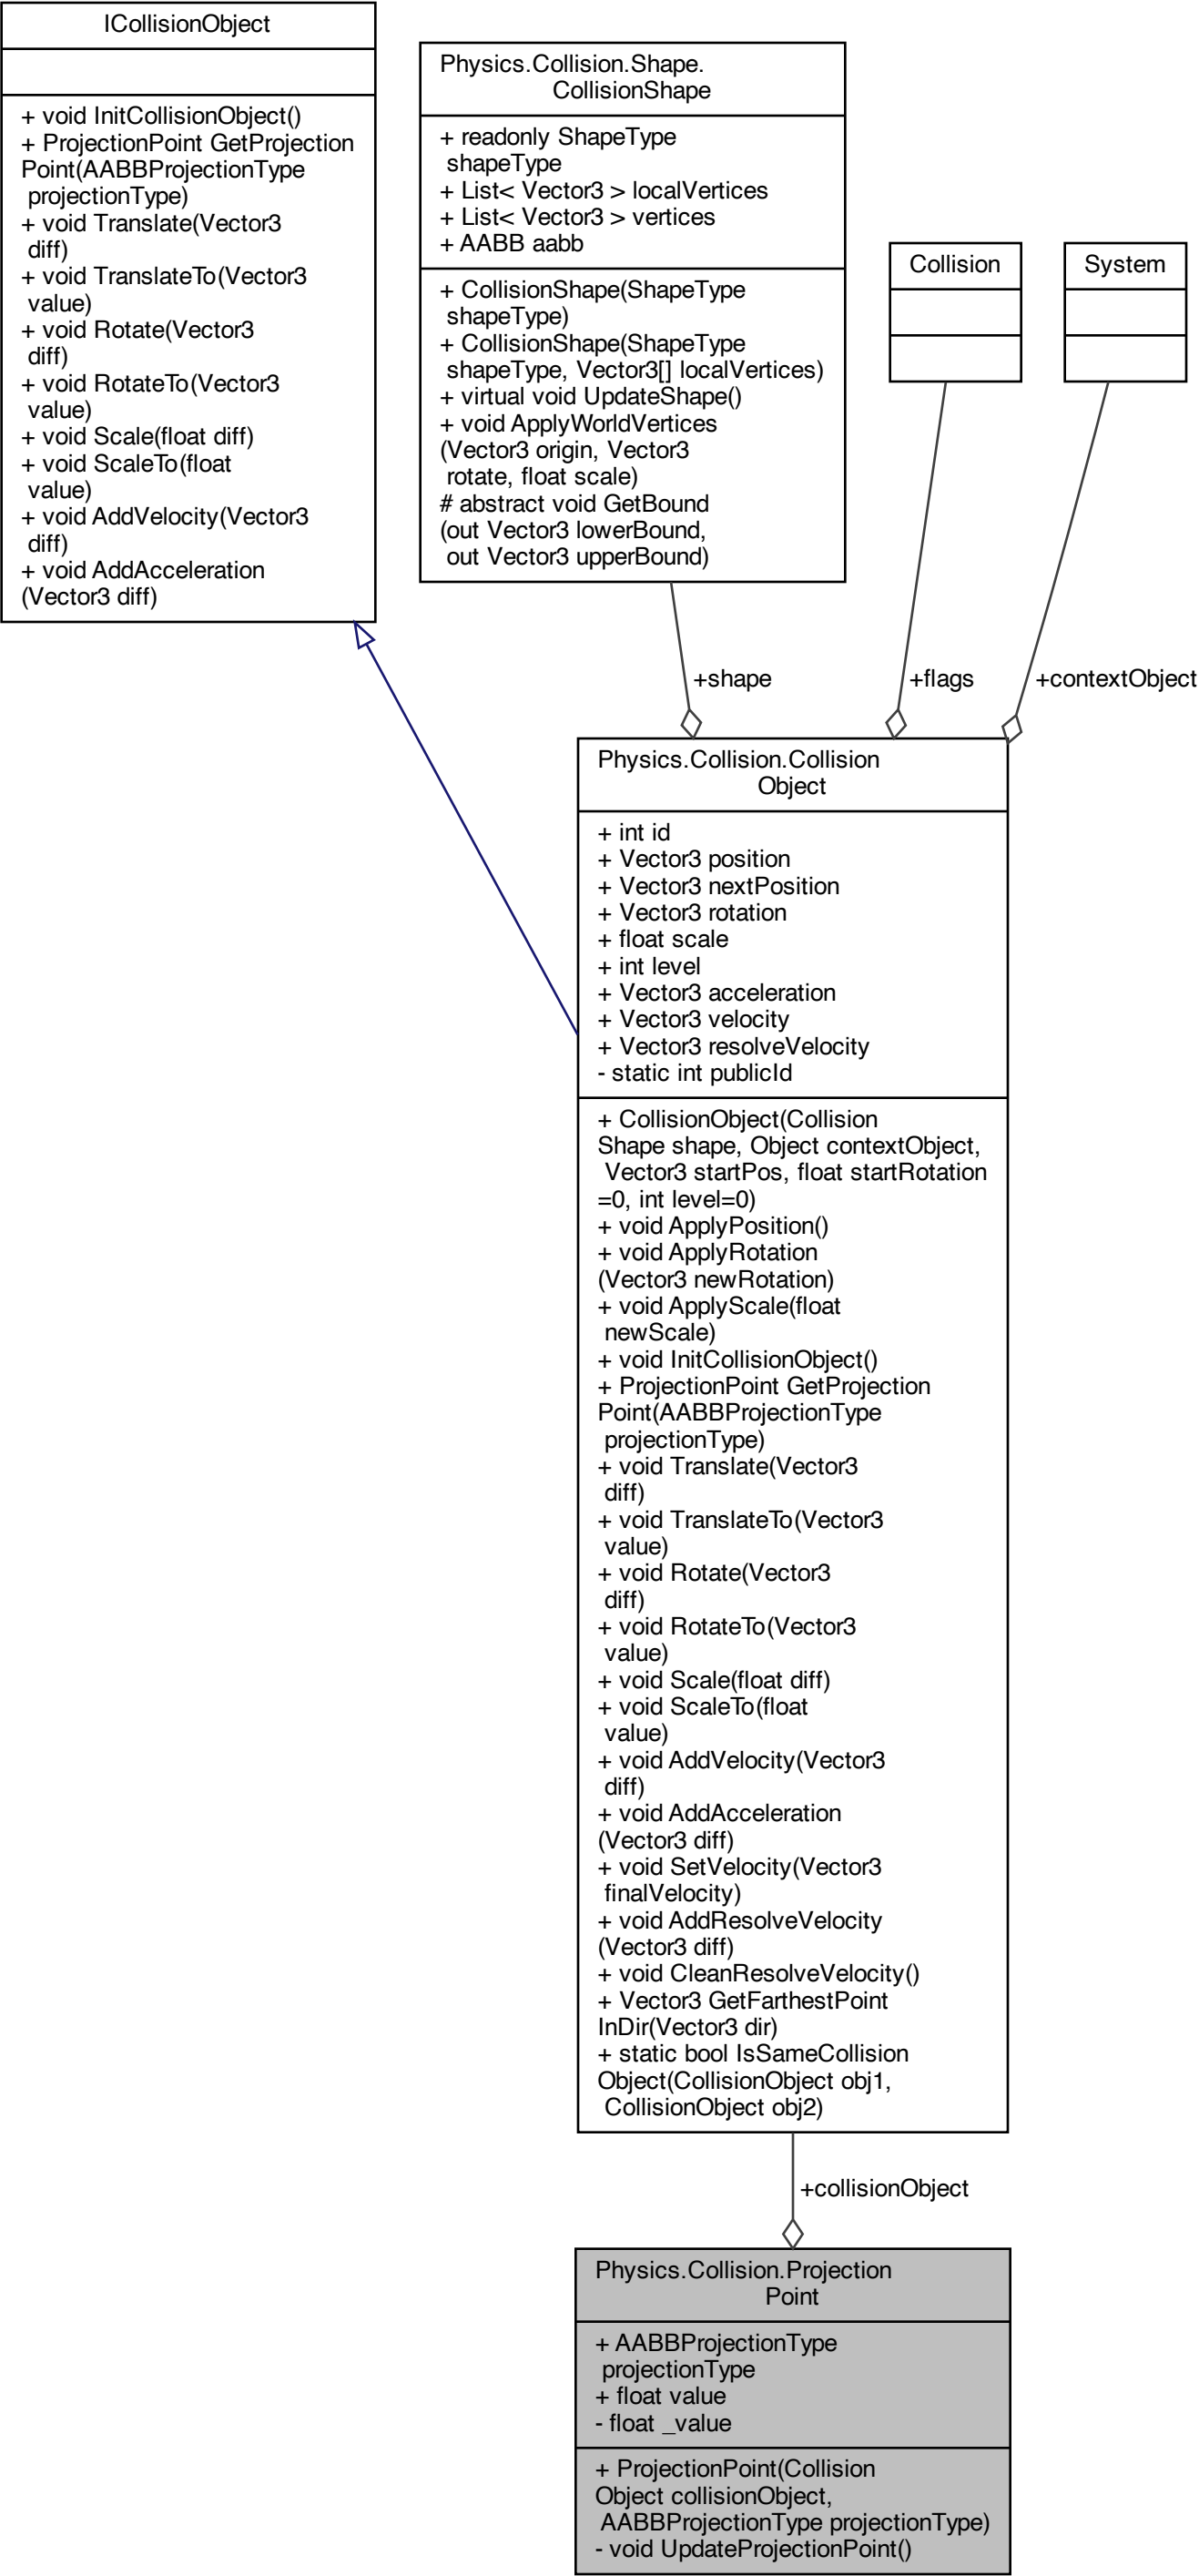 ICollisionObject
+ void InitCollisionObject()
+ ProjectionPoint GetProjection
Point(AABBProjectionType
projectionType)
+ void Translate(Vector3
diff)
+ void TranslateTo(Vector3
value)
+ void Rotate(Vector3
diff)
+ void RotateTo(Vector3
value)
+ void Scale(float diff)
+ void ScaleTo(float
value)
+ void AddVelocity(Vector3
diff)
+ void AddAcceleration
(Vector3 diff)
Physics.Collision.Shape.
CollisionShape
+ readonly ShapeType
shapeType
+ List< Vector3 > localVertices
+ List< Vector3 > vertices
+ AABB aabb
+ CollisionShape(ShapeType
shapeType)
+ CollisionShape(ShapeType
shapeType, Vector3[] localVertices)
+ virtual void UpdateShape()
+ void ApplyWorldVertices
(Vector3 origin, Vector3
rotate, float scale)
# abstract void GetBound
(out Vector3 lowerBound,
out Vector3 upperBound)
Collision
System
+shape
+flags
+contextObject
Physics.Collision.Collision
Object
+ int id
+ Vector3 position
+ Vector3 nextPosition
+ Vector3 rotation
+ float scale
+ int level
+ Vector3 acceleration
+ Vector3 velocity
+ Vector3 resolveVelocity
- static int publicId
+ CollisionObject(Collision
Shape shape, Object contextObject,
Vector3 startPos, float startRotation
=0, int level=0)
+ void ApplyPosition()
+ void ApplyRotation
(Vector3 newRotation)
+ void ApplyScale(float
newScale)
+ void InitCollisionObject()
+ ProjectionPoint GetProjection
Point(AABBProjectionType
projectionType)
+ void Translate(Vector3
diff)
+ void TranslateTo(Vector3
value)
+ void Rotate(Vector3
diff)
+ void RotateTo(Vector3
value)
+ void Scale(float diff)
+ void ScaleTo(float
value)
+ void AddVelocity(Vector3
diff)
+ void AddAcceleration
(Vector3 diff)
+ void SetVelocity(Vector3
finalVelocity)
+ void AddResolveVelocity
(Vector3 diff)
+ void CleanResolveVelocity()
+ Vector3 GetFarthestPoint
InDir(Vector3 dir)
+ static bool IsSameCollision
Object(CollisionObject obj1,
CollisionObject obj2)
+collisionObject
Physics.Collision.Projection
Point
+ AABBProjectionType
projectionType
+ float value
- float _value
+ ProjectionPoint(Collision
Object collisionObject,
AABBProjectionType projectionType)
- void UpdateProjectionPoint()